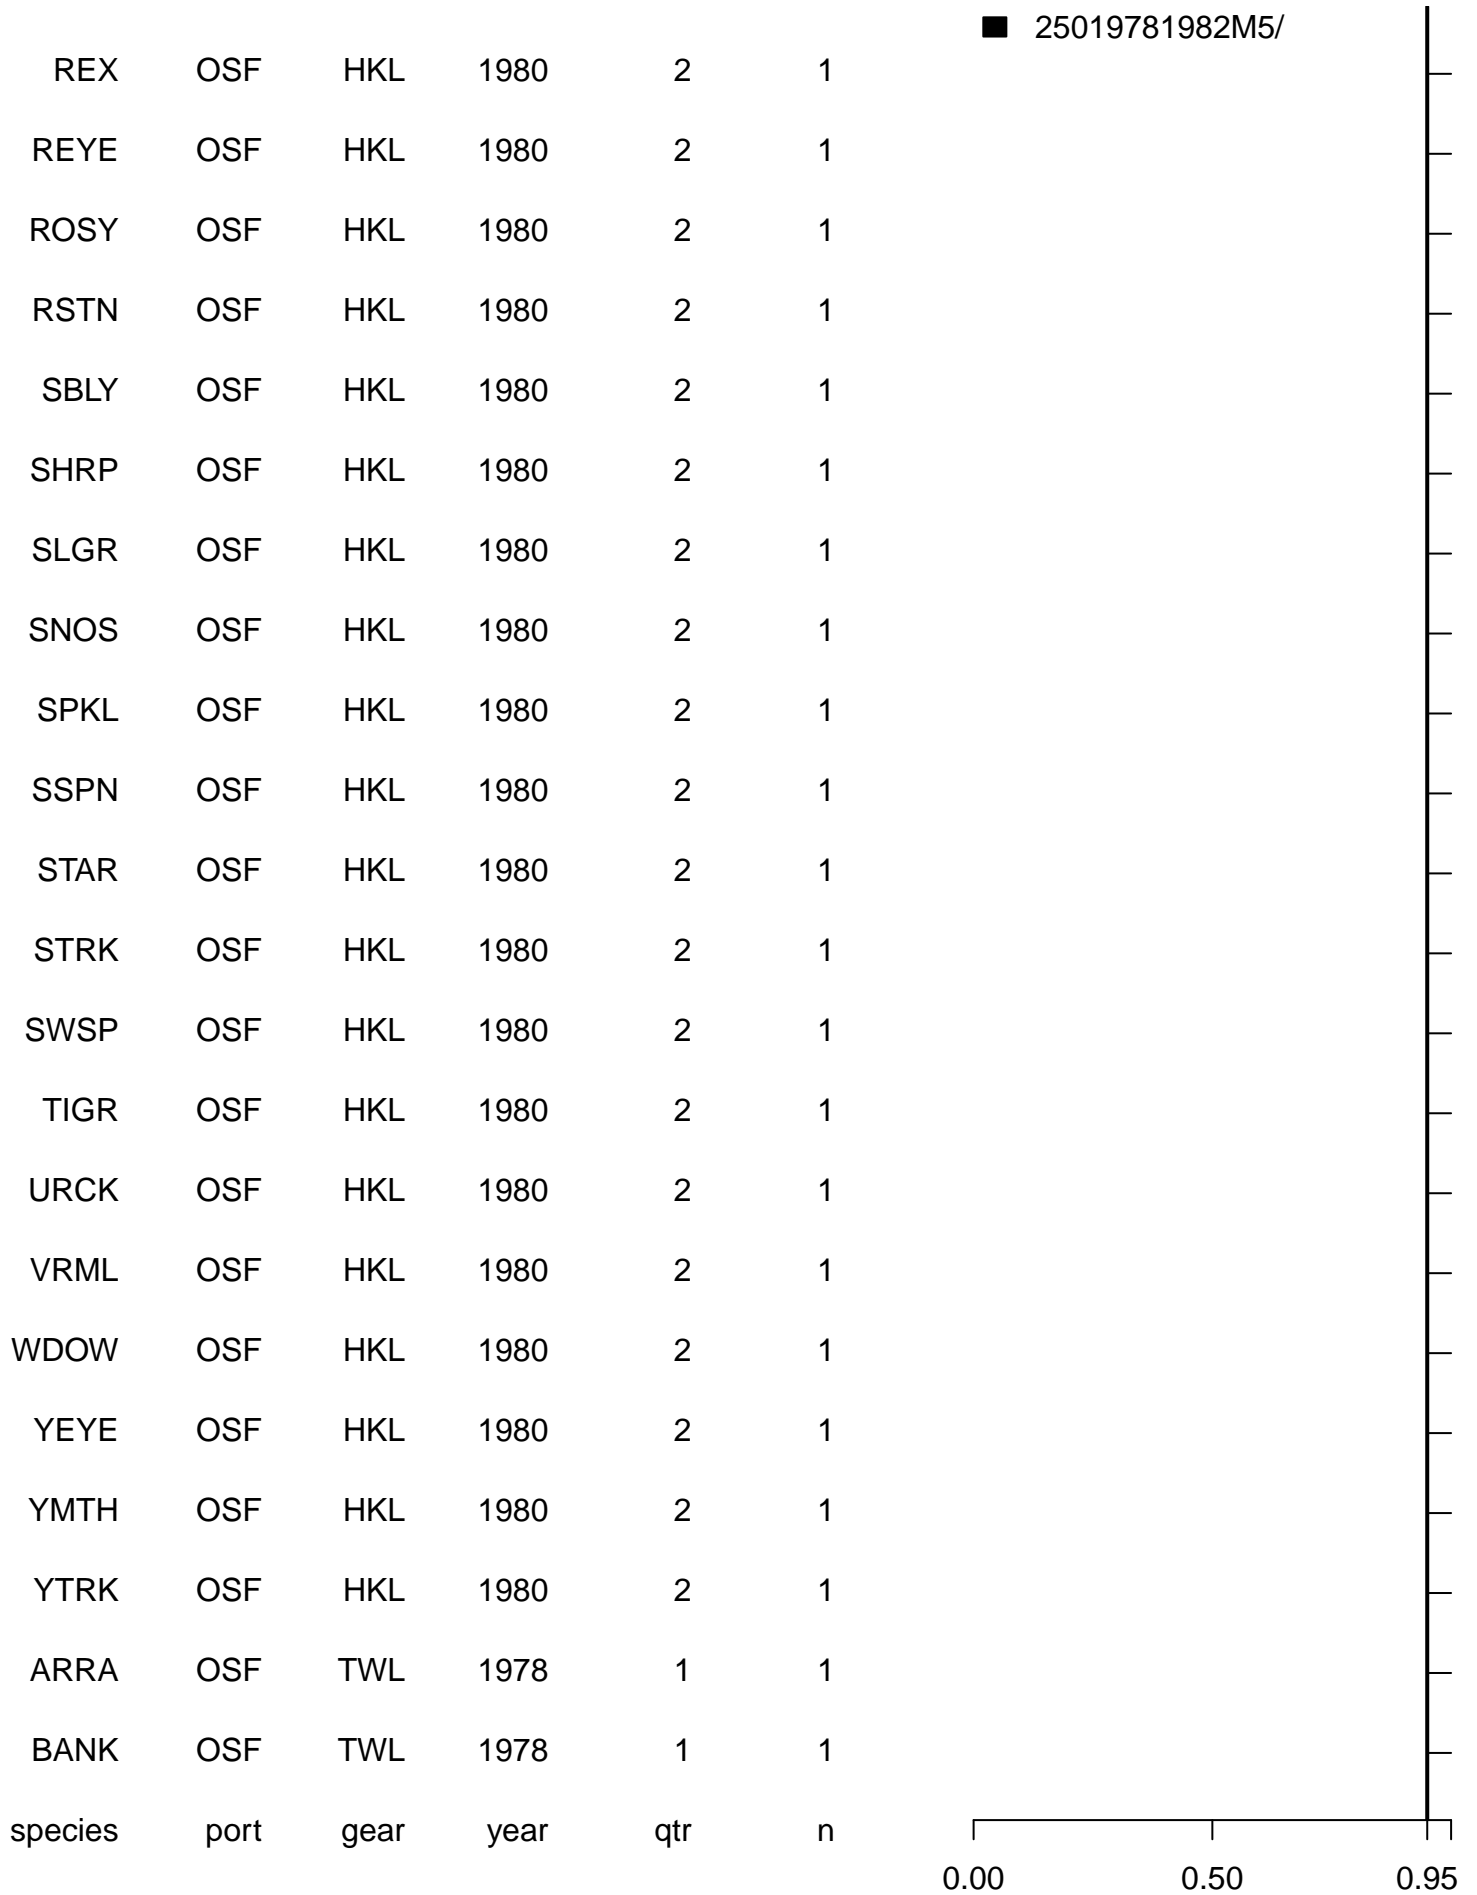 25019781982M5/
REX OSF HKL 1980 2 1
REYE OSF HKL 1980 2 1
ROSY OSF HKL 1980 2 1
RSTN OSF HKL 1980 2 1
SBLY OSF HKL 1980 2 1
SHRP OSF HKL 1980 2 1
SLGR OSF HKL 1980 2 1
SNOS OSF HKL 1980 2 1
SPKL OSF HKL 1980 2 1
SSPN OSF HKL 1980 2 1
STAR OSF HKL 1980 2 1
STRK OSF HKL 1980 2 1
SWSP OSF HKL 1980 2 1
TIGR OSF HKL 1980 2 1
URCK OSF HKL 1980 2 1
VRML OSF HKL 1980 2 1
WDOW OSF HKL 1980 2 1
YEYE OSF HKL 1980 2 1
YMTH OSF HKL 1980 2 1
YTRK OSF HKL 1980 2 1
ARRA OSF TWL 1978 1 1
BANK OSF TWL 1978 1 1
species port gear year qtr n
0.00 0.50 0.95